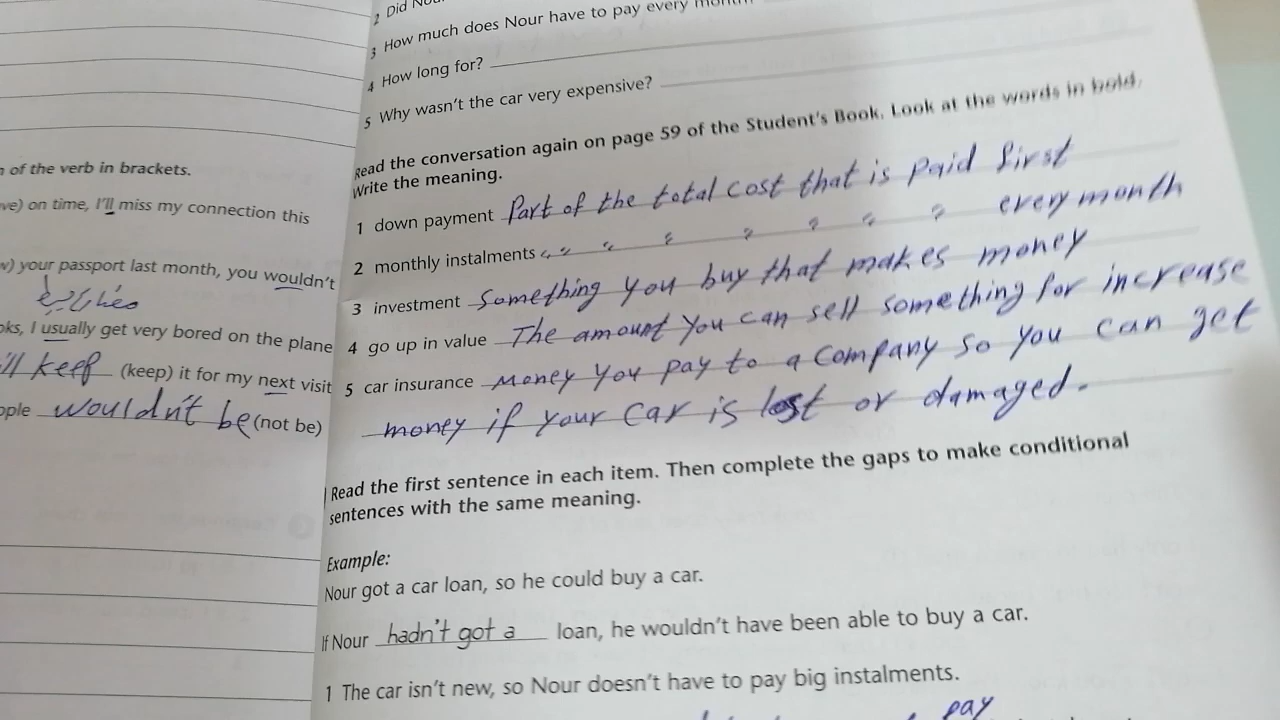 of the verb in brackets.
on time, I'll miss my connection this
your passport last month, you wouldn't
I usually get very bored on the plane
'll keep (keep) it for my next visit
wouldn't be (not be)
2 Did
3 How much does Nour have to pay every
4 How long for?
5 Why wasn't the car very expensive?
Read the conversation again on page 59 of the Student's Book. Look at the words in bold.
Write the meaning.
1 down payment Part of the total cost that is paid first
2 monthly instalments " " " " " " " " every month
3 investment Something you buy that makes money
4 go up in value The amount you can sell something for increase
5 car insurance Money you pay to a company so you can get
money if your car is lost or damaged.
Read the first sentence in each item. Then complete the gaps to make conditional
sentences with the same meaning.
Example:
Nour got a car loan, so he could buy a car.
If Nour hadn't got a loan, he wouldn't have been able to buy a car.
1 The car isn't new, so Nour doesn't have to pay big instalments.
pay